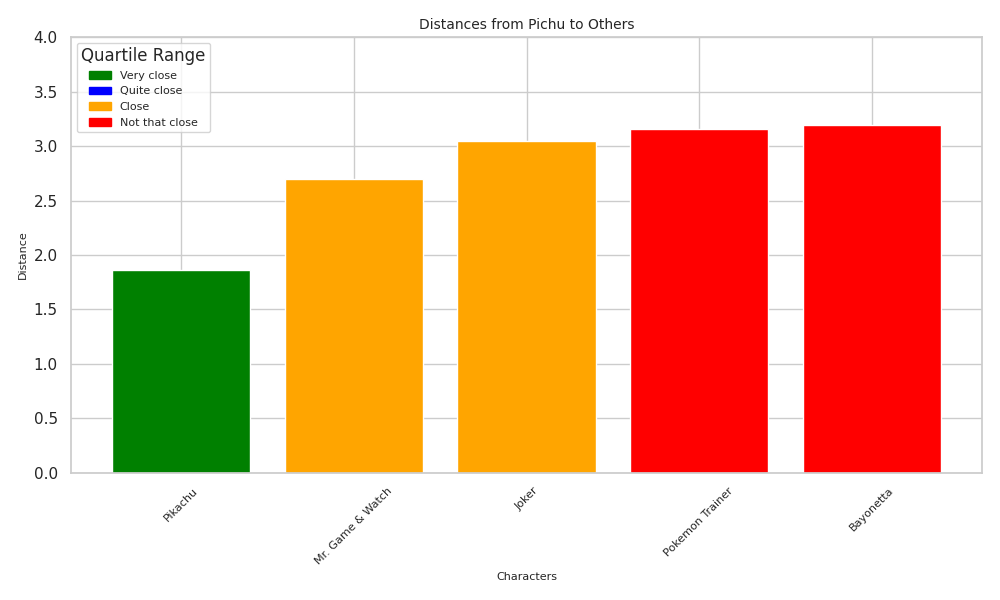 Distances from Pichu to Others
Quartile Range
Very close
Quite close
Close
Not that close
4.0
3.5
3.0
2.5
2.0
1.5
1.0
0.5
0.0
Distance
Pikachu
Mr. Game & Watch
Joker
Pokemon Trainer
Bayonetta
Characters